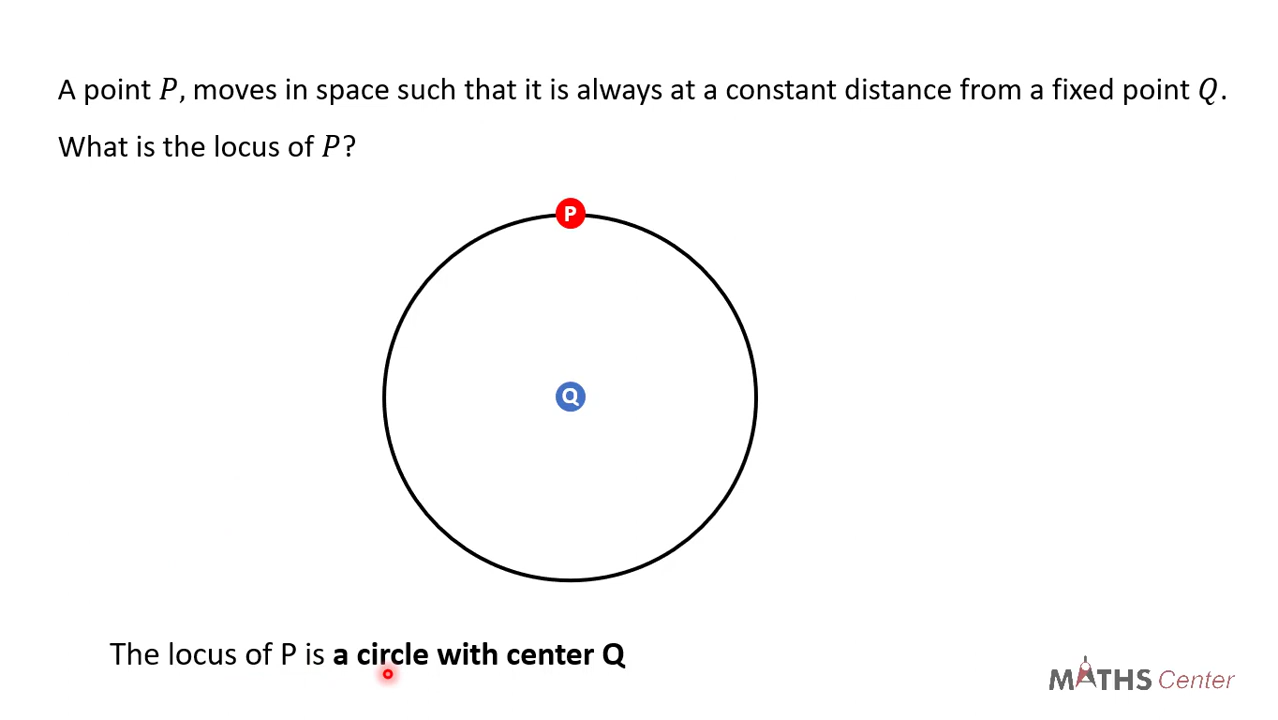 A point P, moves in space such that it is always at a constant distance from a fixed point Q.
What is the locus of P?
P
Q
The locus of P is a circle with center Q
MATHS Center